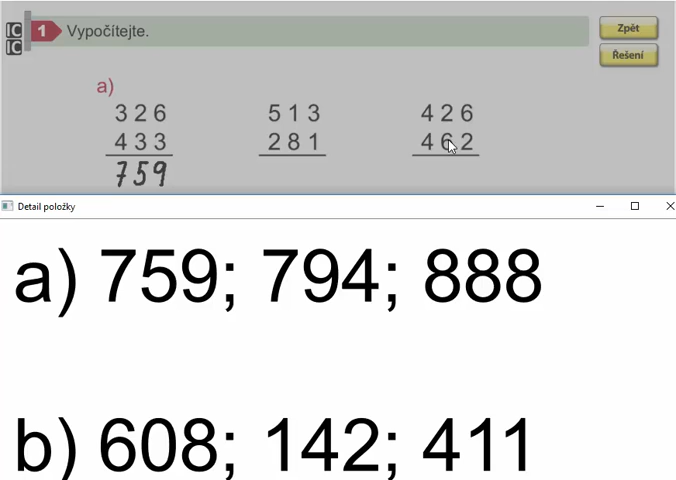 IC
1 Vypočítejte.
Zpět
IC
Řešení
a)
326 513 426
433 281 462
759
Detail položky
a) 759; 794; 888
b) 608; 142; 411